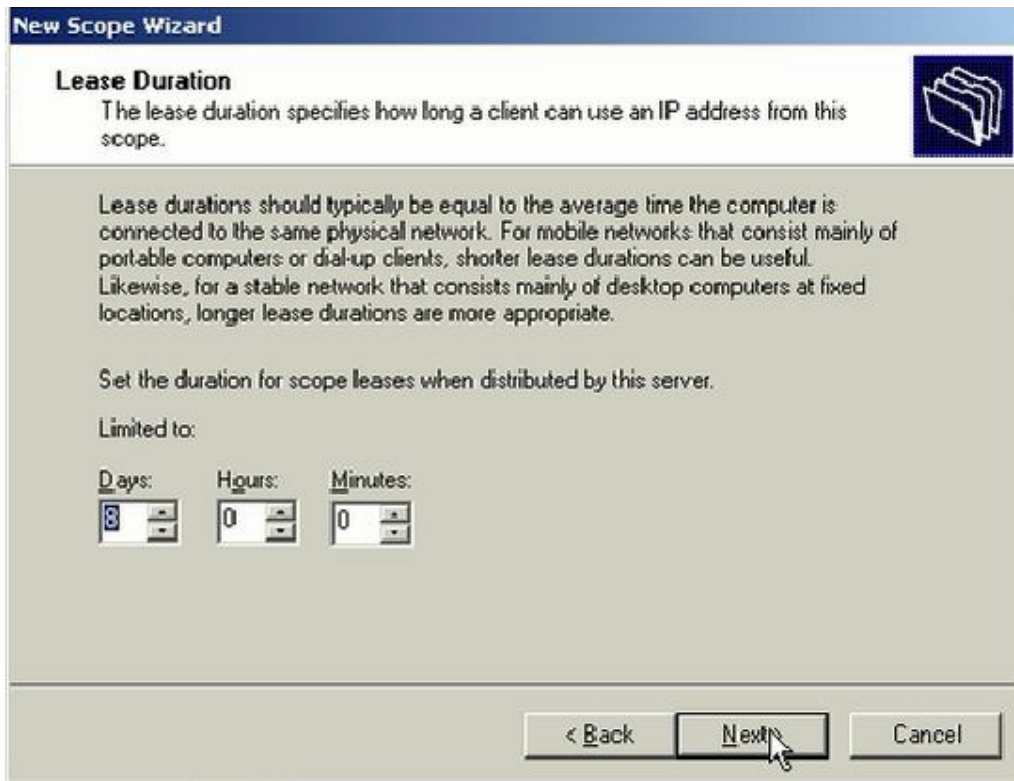 New Scope Wizard
Lease Duration
The lease duration specifies how long a client can use an IP address from this
scope.
Lease durations should typically be equal to the average time the computer is
connected to the same physical network. For mobile networks that consist mainly of
portable computers or dial-up clients, shorter lease durations can be useful.
Likewise, for a stable network that consists mainly of desktop computers at fixed
locations, longer lease durations are more appropriate.
Set the duration for scope leases when distributed by this server.
Limited to:
Days: Hours: Minutes:
8 0 0
< Back Next > Cancel